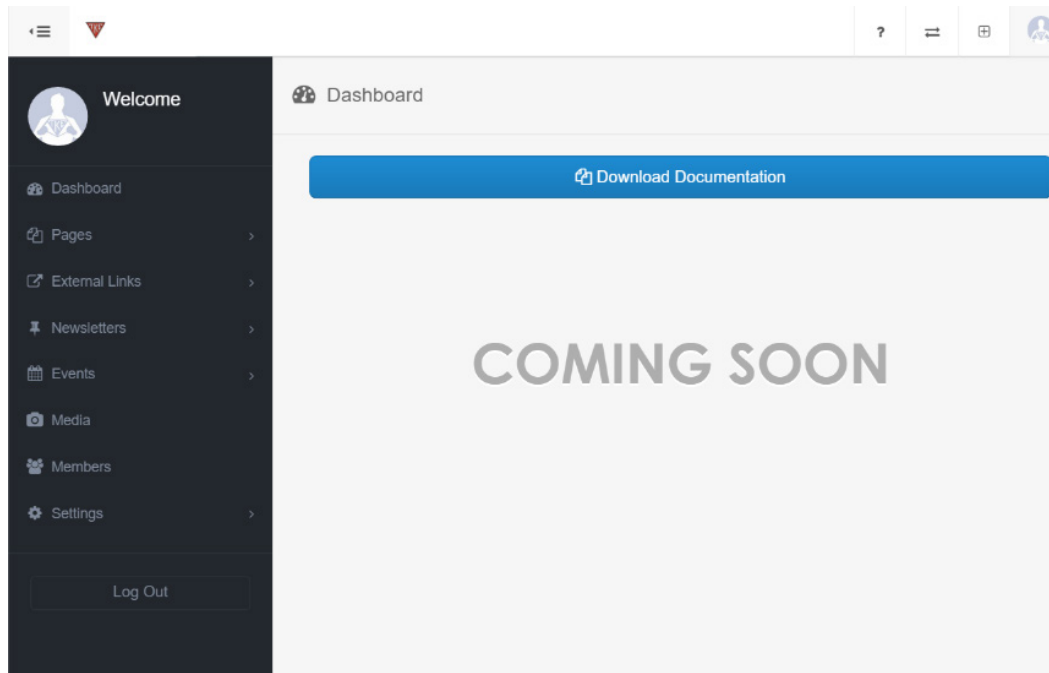 ?
Welcome
Dashboard
Download Documentation
Dashboard
Pages
External Links
Newsletters
Events
Media
Members
Settings
Log Out
COMING SOON